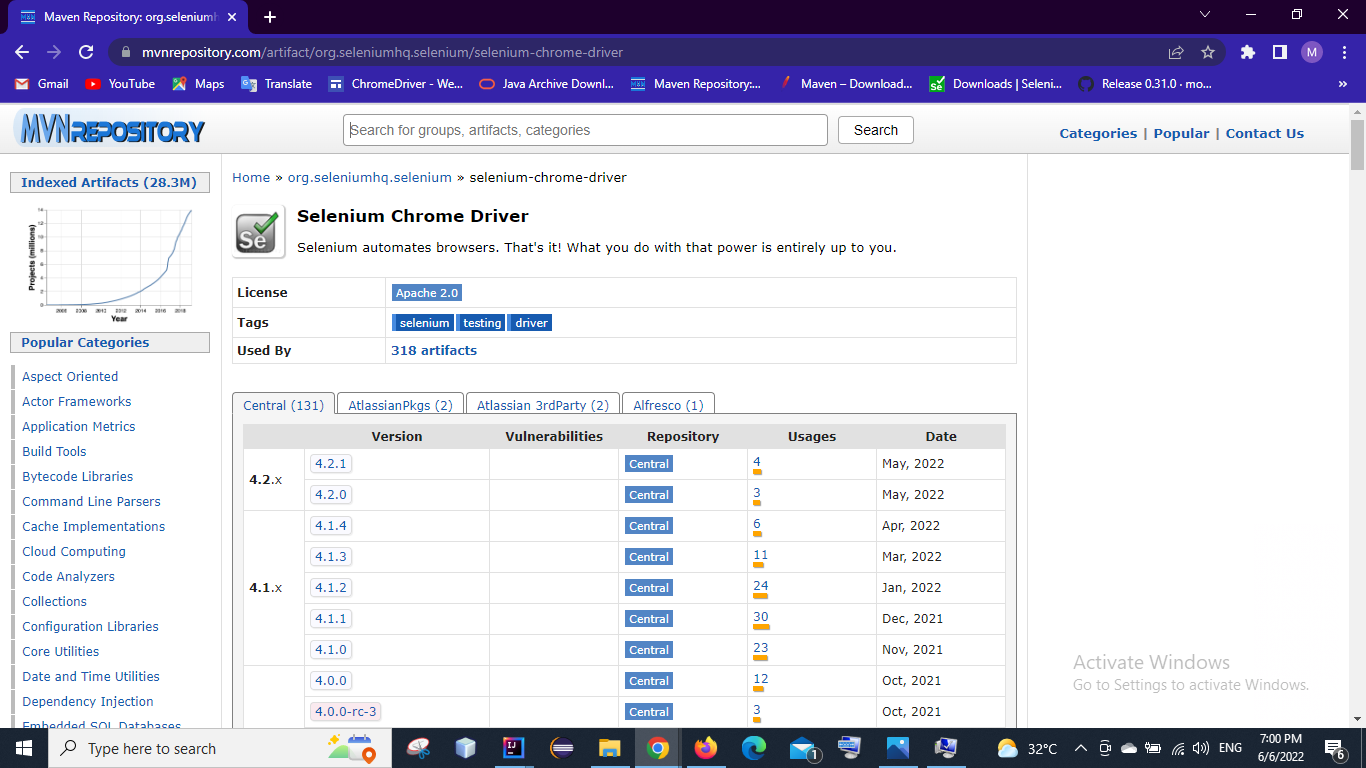 Maven Repository: org.seleniumh
mvnrepository.com/artifact/org.seleniumhq.selenium/selenium-chrome-driver
M
Gmail YouTube Maps Translate ChromeDriver - We... Java Archive Downl... Maven Repository:... Maven – Download... Downloads | Seleni... Release 0.31.0 · mo... »
MVNREPOSITORY
Search for groups, artifacts, categories
Search
Categories | Popular | Contact Us
Indexed Artifacts (28.3M)
Projects (millions)
Year
Popular Categories
Aspect Oriented
Actor Frameworks
Application Metrics
Build Tools
Bytecode Libraries
Command Line Parsers
Cache Implementations
Cloud Computing
Code Analyzers
Collections
Configuration Libraries
Core Utilities
Date and Time Utilities
Dependency Injection
Embedded SQL Databases
Home » org.seleniumhq.selenium » selenium-chrome-driver
Se
Selenium Chrome Driver
Selenium automates browsers. That's it! What you do with that power is entirely up to you.
License Apache 2.0
Tags selenium testing driver
Used By 318 artifacts
Central (131) AtlassianPkgs (2) Atlassian 3rdParty (2) Alfresco (1)
Version Vulnerabilities Repository Usages Date
4.2.x
4.2.1 Central 4 May, 2022
4.2.0 Central 3 May, 2022
4.1.x
4.1.4 Central 6 Apr, 2022
4.1.3 Central 11 Mar, 2022
4.1.2 Central 24 Jan, 2022
4.1.1 Central 30 Dec, 2021
4.1.0 Central 23 Nov, 2021
4.0.0 Central 12 Oct, 2021
4.0.0-rc-3 Central 3 Oct, 2021
Activate Windows
Go to Settings to activate Windows.
Type here to search
1
32°C
ENG
7:00 PM
6/6/2022
6